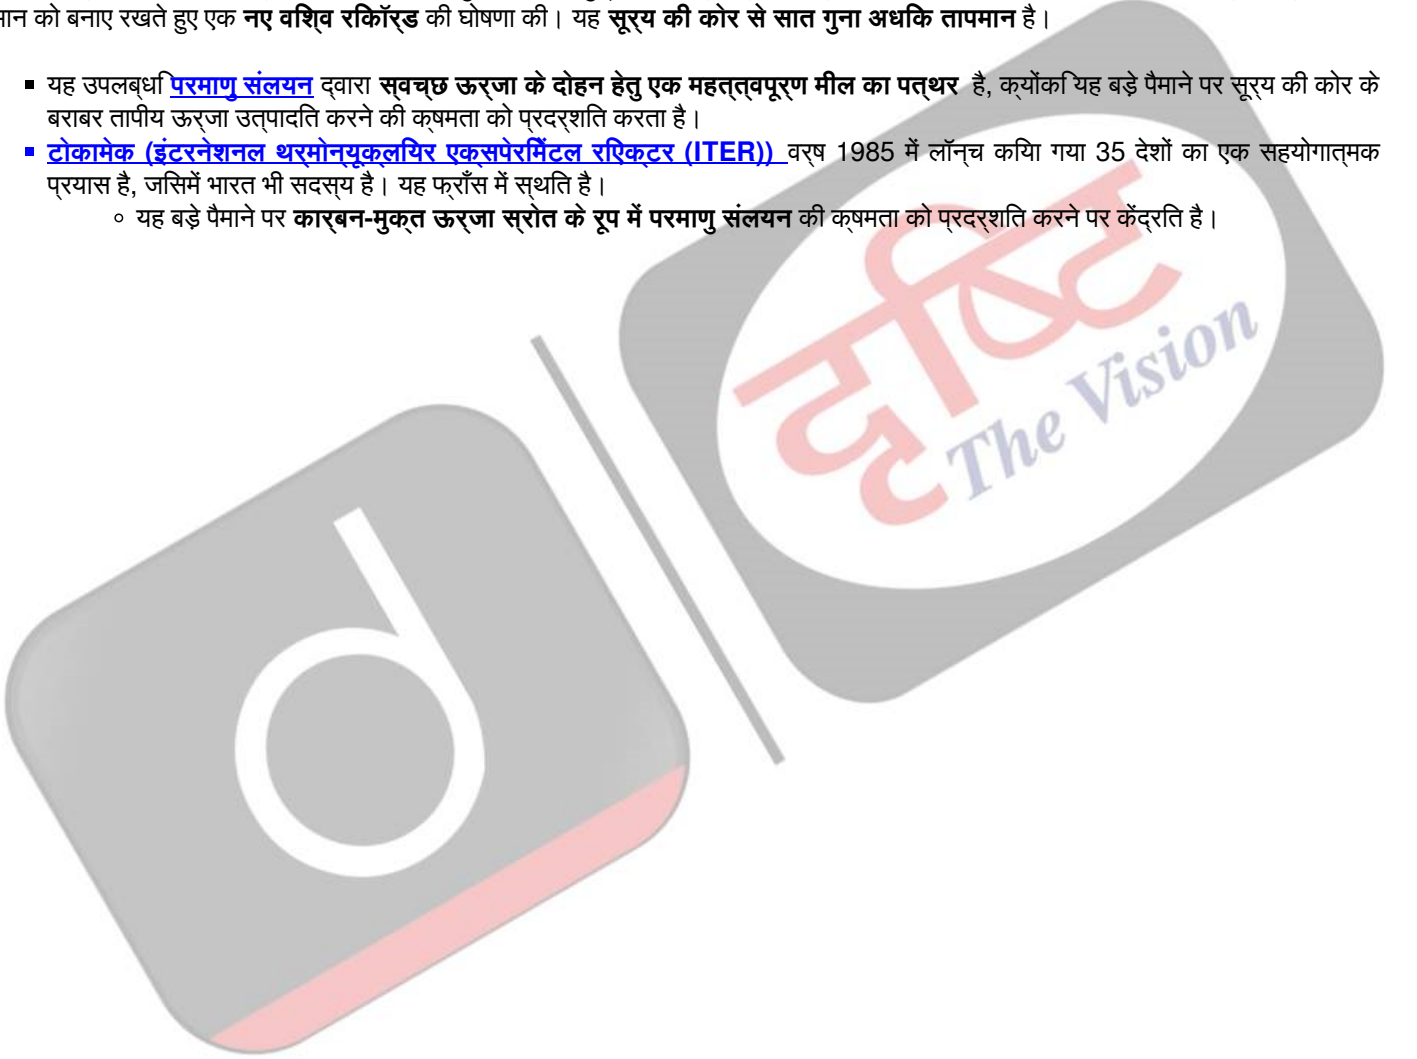 मान को बनाए रखते हुए एक नए विश्व रिकॉर्ड की घोषणा की। यह सूर्य की कोर से सात गुना अधिक तापमान है।
यह उपलब्धि परमाणु संलयन द्वारा स्वच्छ ऊर्जा के दोहन हेतु एक महत्त्वपूर्ण मील का पत्थर है, क्योंकि यह बड़े पैमाने पर सूर्य की कोर के
बराबर तापीय ऊर्जा उत्पादित करने की क्षमता को प्रदर्शित करता है।
टोकामेक (इंटरनेशनल थर्मोन्यूक्लियर एक्सपेरिमेंटल रिएक्टर (ITER)) वर्ष 1985 में लॉन्च किया गया 35 देशों का एक सहयोगात्मक
प्रयास है, जिसमें भारत भी सदस्य है। यह फ्राँस में स्थित है।
यह बड़े पैमाने पर कार्बन-मुक्त ऊर्जा स्रोत के रूप में परमाणु संलयन की क्षमता को प्रदर्शित करने पर केंद्रित है।
दृष्टि
The Vision
d